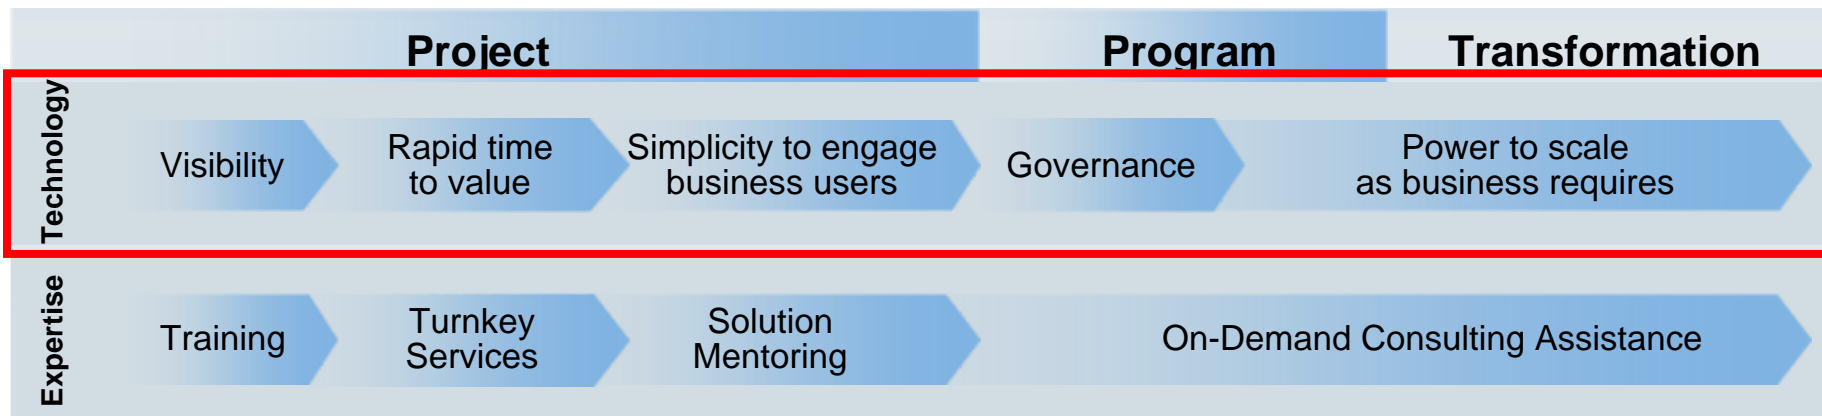 Project
Program
Transformation
Technology
Visibility
Rapid time
to value
Simplicity to engage
business users
Governance
Power to scale
as business requires
Expertise
Training
Turnkey
Services
Solution
Mentoring
On-Demand Consulting Assistance